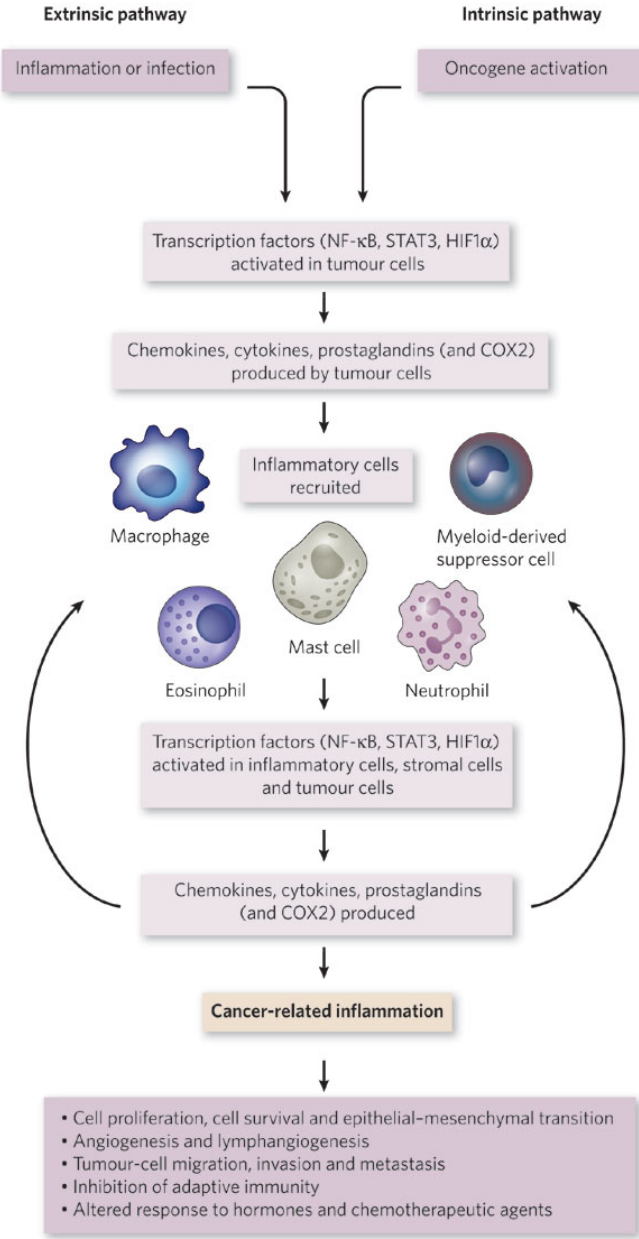 Extrinsic pathway
Intrinsic pathway
Inflammation or infection
Oncogene activation
Transcription factors (NF-κB, STAT3, HIF1α)
activated in tumour cells
Chemokines, cytokines, prostaglandins (and COX2)
produced by tumour cells
Inflammatory cells
recruited
Macrophage
Myeloid-derived
suppressor cell
Mast cell
Eosinophil
Neutrophil
Transcription factors (NF-κB, STAT3, HIF1α)
activated in inflammatory cells, stromal cells
and tumour cells
Chemokines, cytokines, prostaglandins
(and COX2) produced
Cancer-related inflammation
• Cell proliferation, cell survival and epithelial–mesenchymal transition
• Angiogenesis and lymphangiogenesis
• Tumour-cell migration, invasion and metastasis
• Inhibition of adaptive immunity
• Altered response to hormones and chemotherapeutic agents